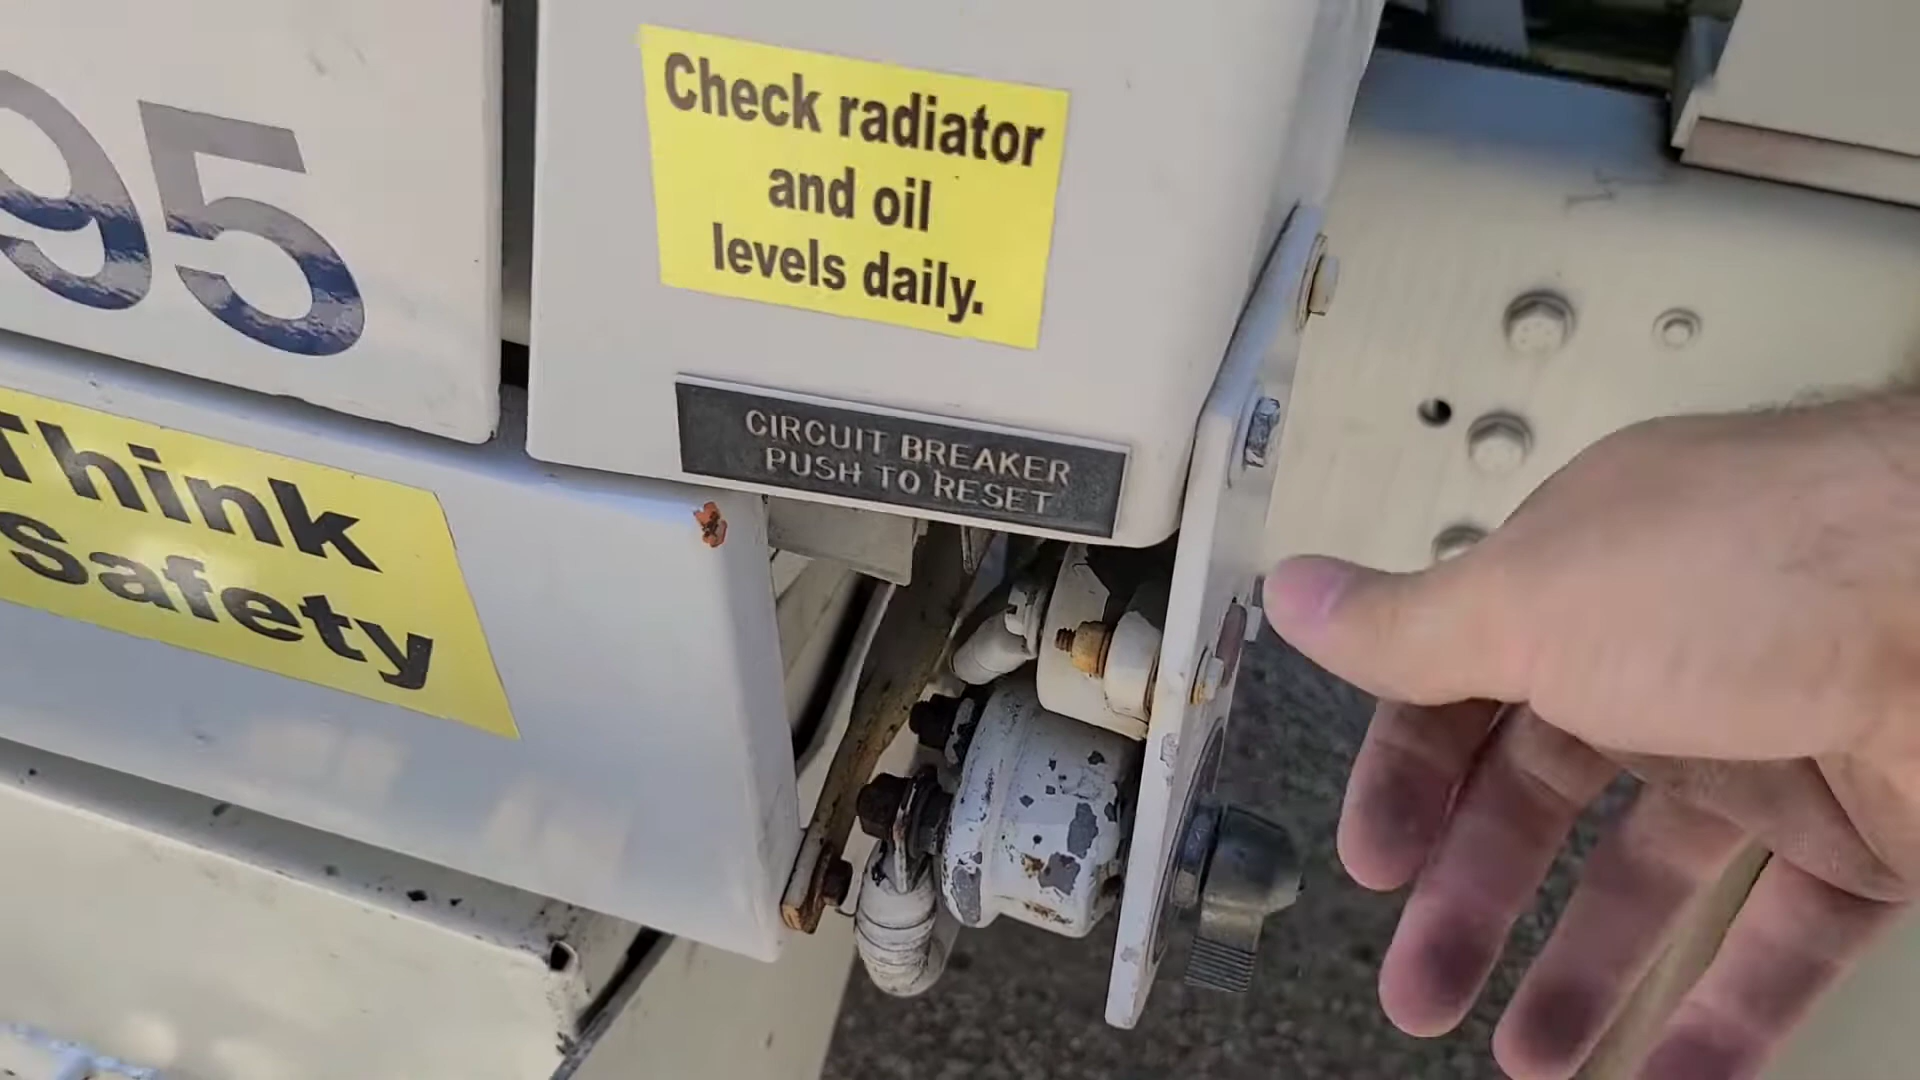 95
Check radiator
and oil
levels daily.
CIRCUIT BREAKER
PUSH TO RESET
Think
Safety